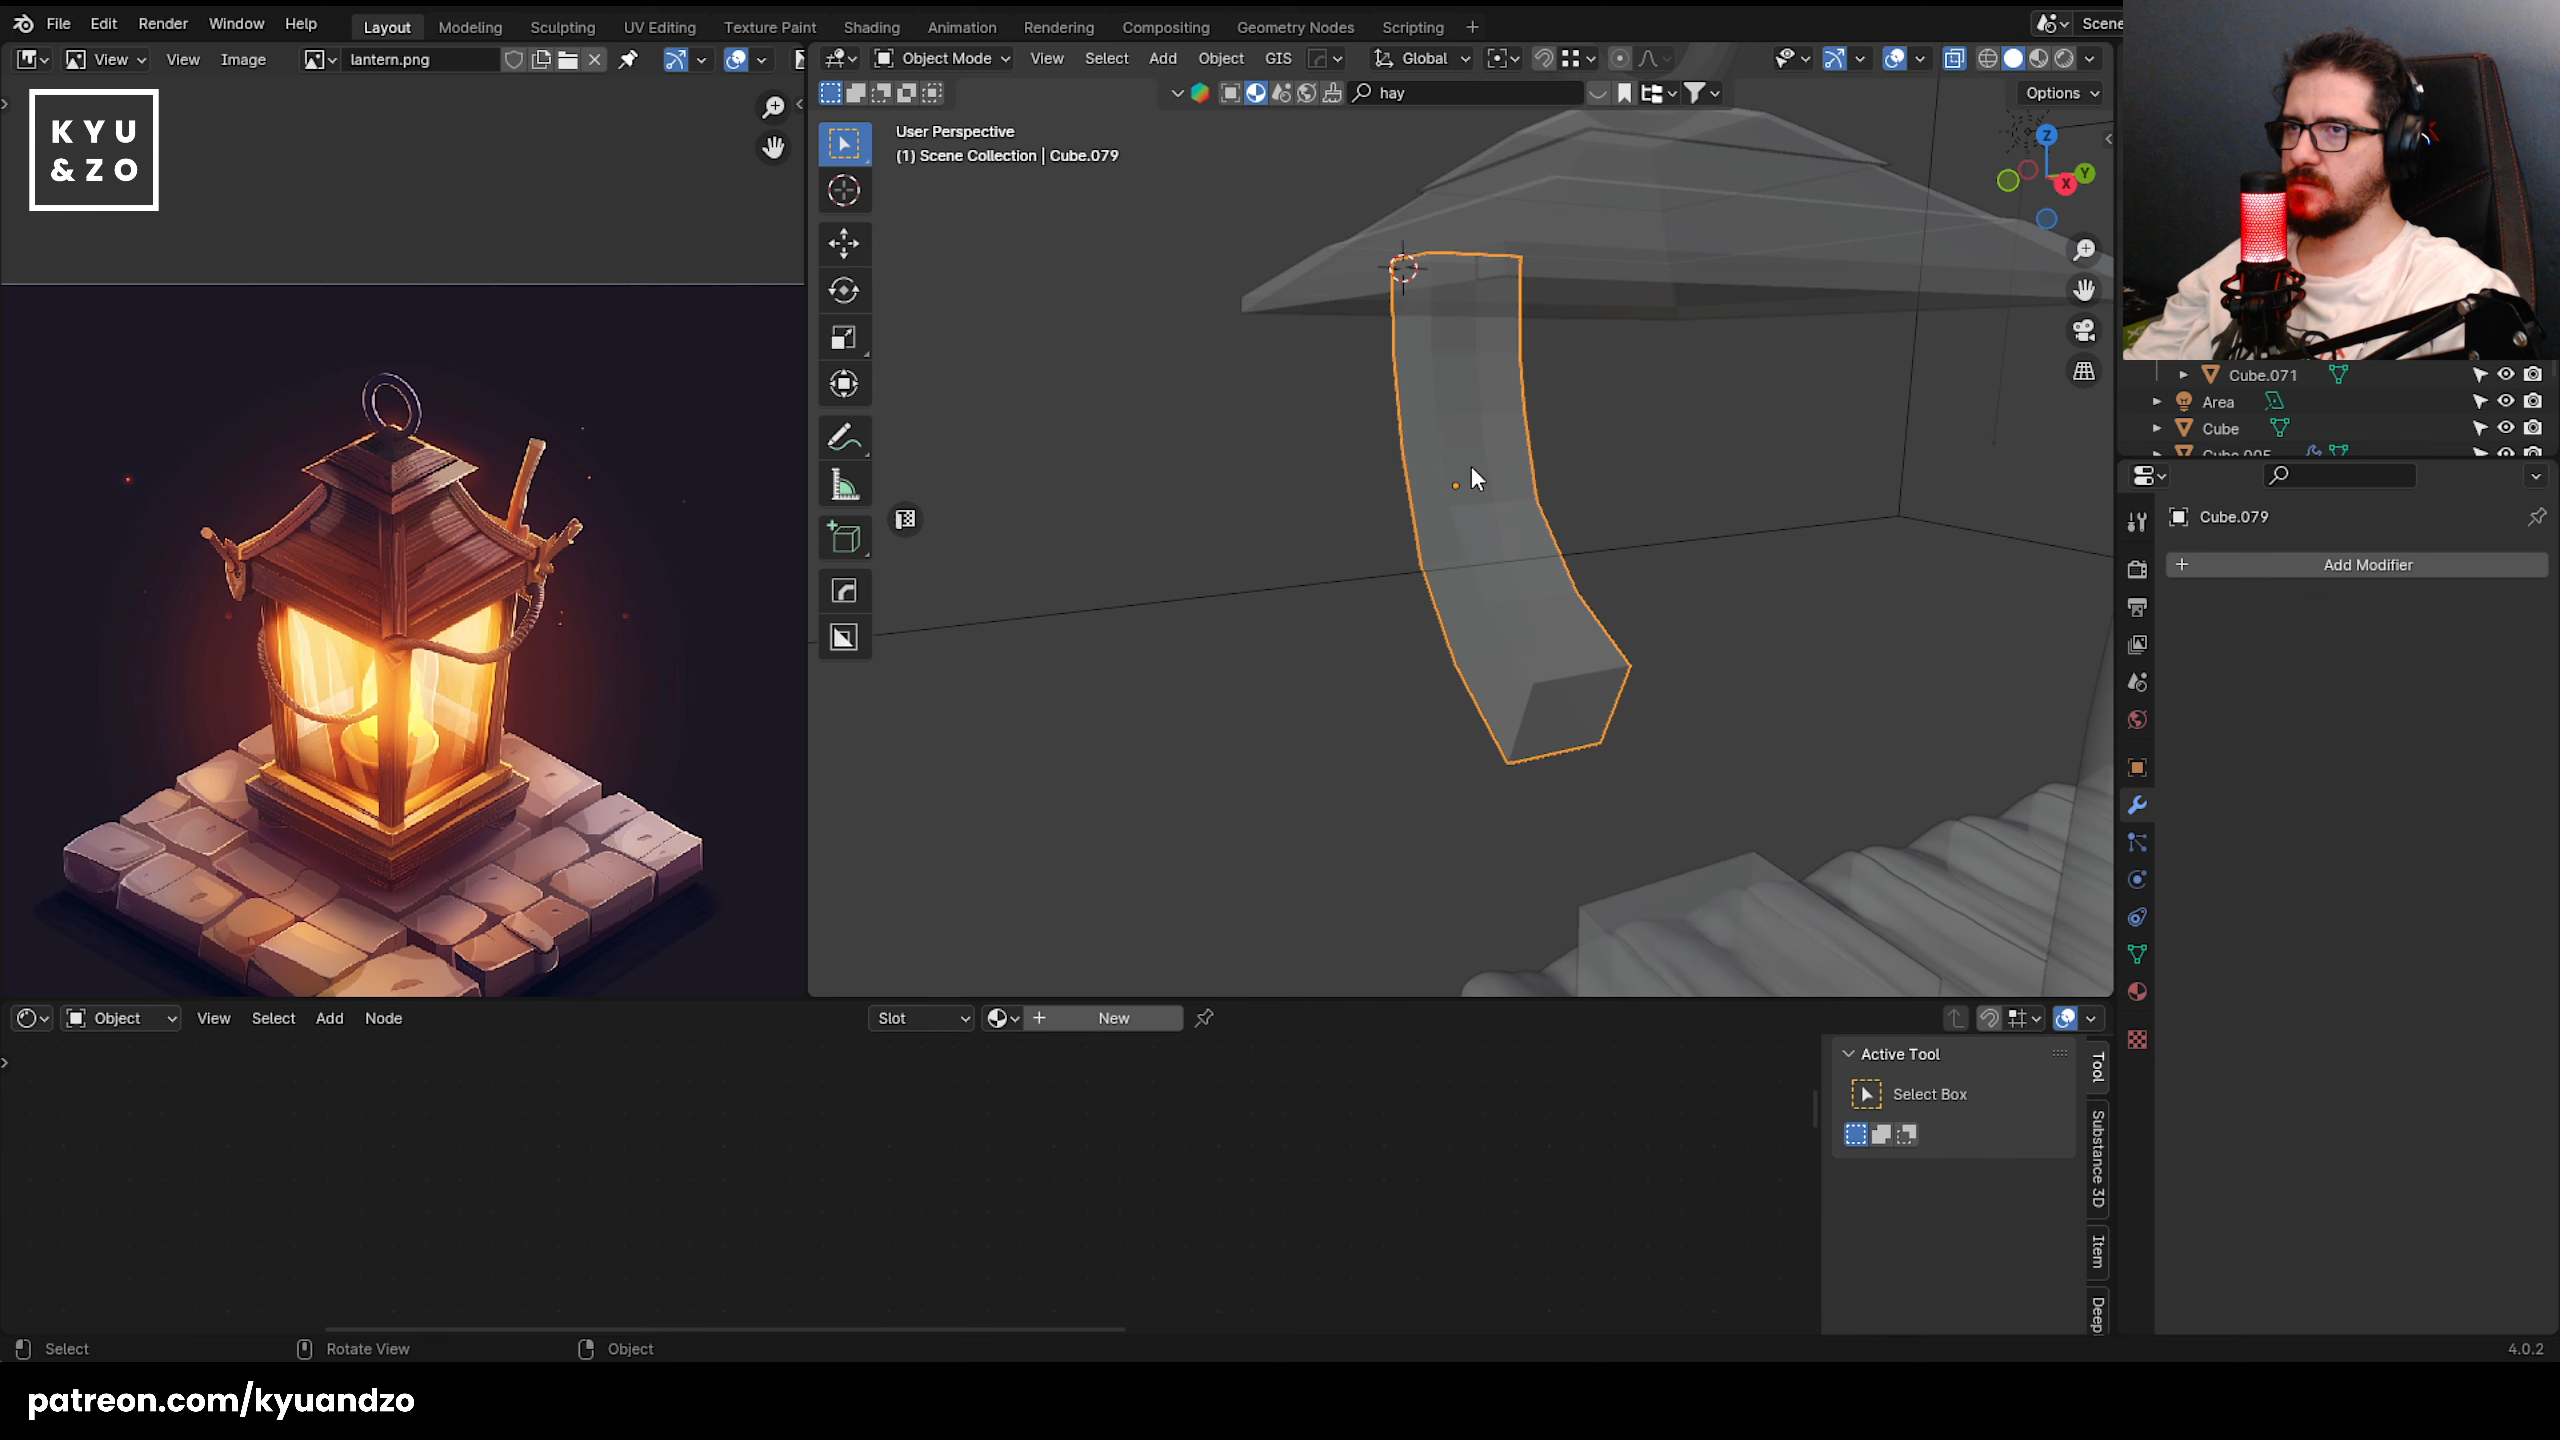 File Edit Render Window Help
Layout Modeling Sculpting UV Editing Texture Paint Shading Animation Rendering Compositing Geometry Nodes Scripting +
Scene
View View Image lantern.png
Object Mode View Select Add Object GIS Global
hay
Options
KYU
&ZO
User Perspective
(1) Scene Collection | Cube.079
Z
Y
X
Cube.071
Area
Cube
Cube.005
Cube.079
+ Add Modifier
Object View Select Add Node
Slot
+ New
Active Tool
Select Box
Tool
Substance 3D
Item
Deep
Select
Rotate View
Object
4.0.2
patreon.com/kyuandzo